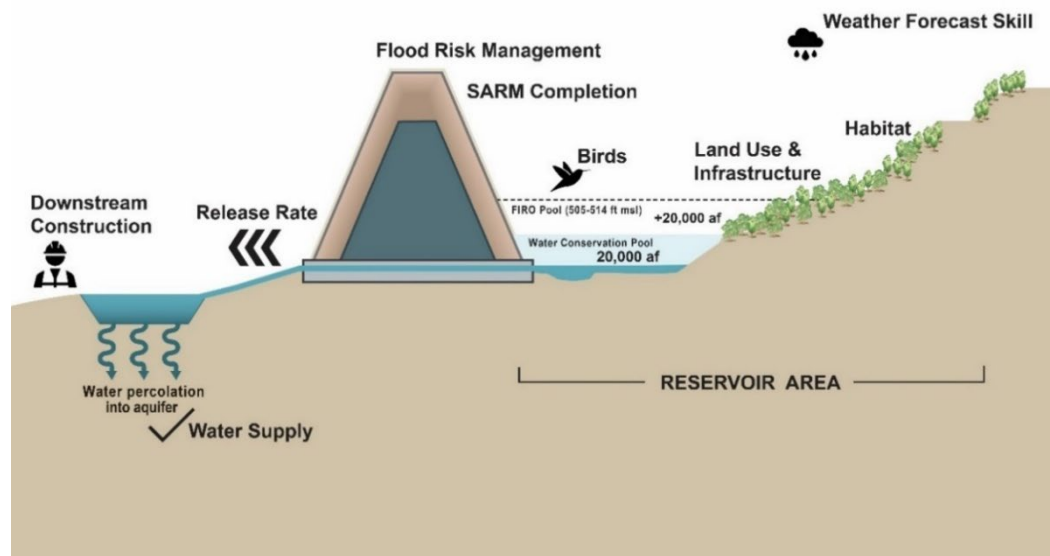 Weather Forecast Skill
Flood Risk Management
SARM Completion
Habitat
Birds
Land Use &
Infrastructure
Downstream
Construction
Release Rate
FIRO Pool (505-514 ft msl)
+20,000 af
Water Conservation Pool
20,000 af
RESERVOIR AREA
Water percolation
into aquifer
Water Supply